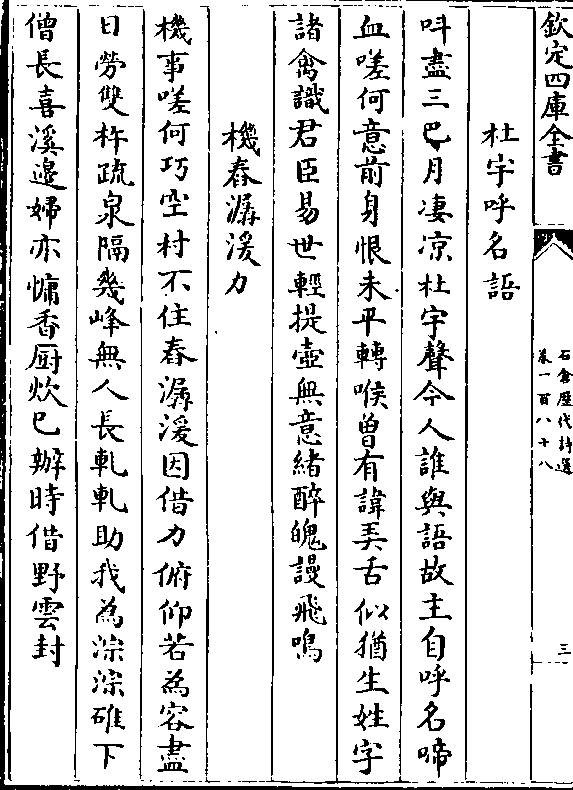 欽定四庫全書
石倉歴代詩選
卷一百八十八
三
杜宇呼名語
呌盡三巴月凄凉杜宇聲今人誰與語故主自呼名啼
血嗟何意前身恨未平轉喉曾有諱弄舌似猶生姓字
諸禽識君臣易世輕提壺無意緒醉魄謾飛鳴
機舂潺湲力
機事嗟何巧空村不住舂潺湲因借力俯仰若為容盡
日勞雙杵疏泉隔幾峰無人長軋軋助我為淙淙碓下
僧長喜溪邉婦亦慵香厨炊已辦時借野雲封